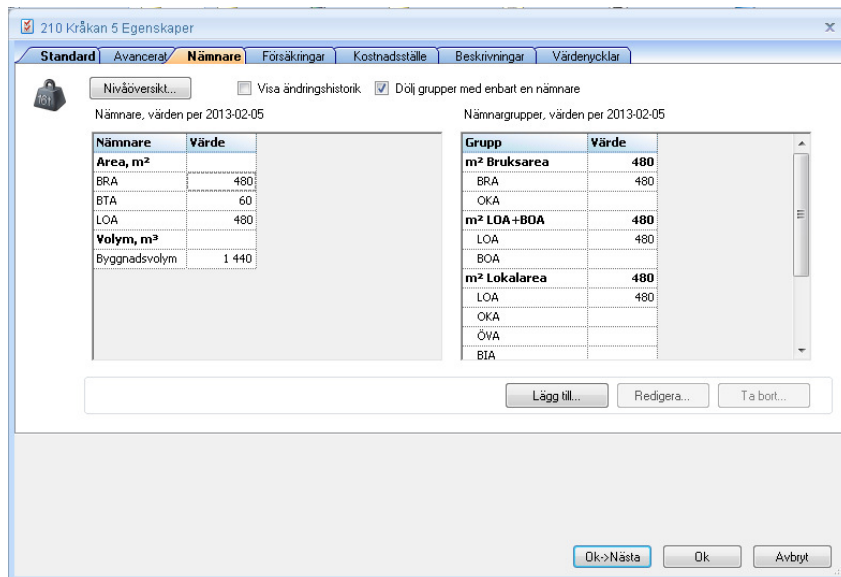 210 Kråkan 5 Egenskaper
Standard Avancerat Nämnare Försäkringar Kostnadsställe Beskrivningar Värdenycklar
16t
Nivåöversikt... Visa ändringshistorik Dölj grupper med enbart en nämnare
Nämnare, värden per 2013-02-05
Nämnare Värde
Area, m²
BRA 480
BTA 60
LOA 480
Volym, m³
Byggnadsvolym 1 440
Nämnargrupper, värden per 2013-02-05
Grupp Värde
m² Bruksarea 480
BRA 480
OKA
m² LOA+BOA 480
LOA 480
BOA
m² Lokalarea 480
LOA 480
OKA
ÖVA
BIA
Lägg till... Redigera... Ta bort...
Ok->Nästa Ok Avbryt